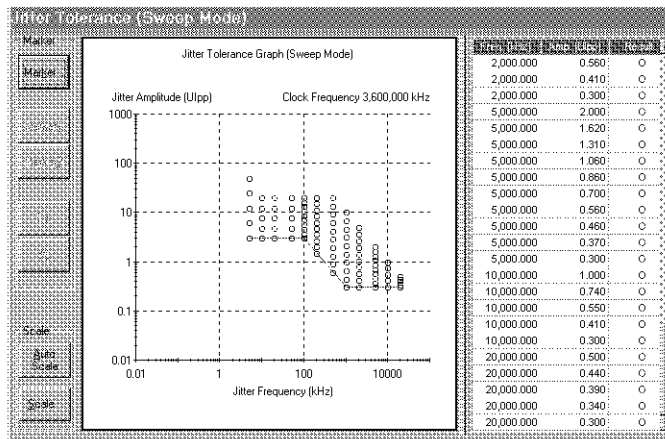 Jitter Tolerance (Sweep Mode)
Marker
Marker
Scale
Auto
Scale
Scale
Jitter Tolerance Graph (Sweep Mode)
Jitter Amplitude (UIpp)
Clock Frequency 3,600,000 kHz
1000
100
10
1
0.1
0.01
0.01
1
100
10000
Jitter Frequency (kHz)
Result
2,000.000 0.560 O
2,000.000 0.410 O
2,000.000 0.300 O
5,000.000 2.000 O
5,000.000 1.620 O
5,000.000 1.310 O
5,000.000 1.060 O
5,000.000 0.860 O
5,000.000 0.700 O
5,000.000 0.560 O
5,000.000 0.460 O
5,000.000 0.370 O
5,000.000 0.300 O
10,000.000 1.000 O
10,000.000 0.740 O
10,000.000 0.550 O
10,000.000 0.410 O
10,000.000 0.300 O
20,000.000 0.500 O
20,000.000 0.440 O
20,000.000 0.390 O
20,000.000 0.340 O
20,000.000 0.300 O